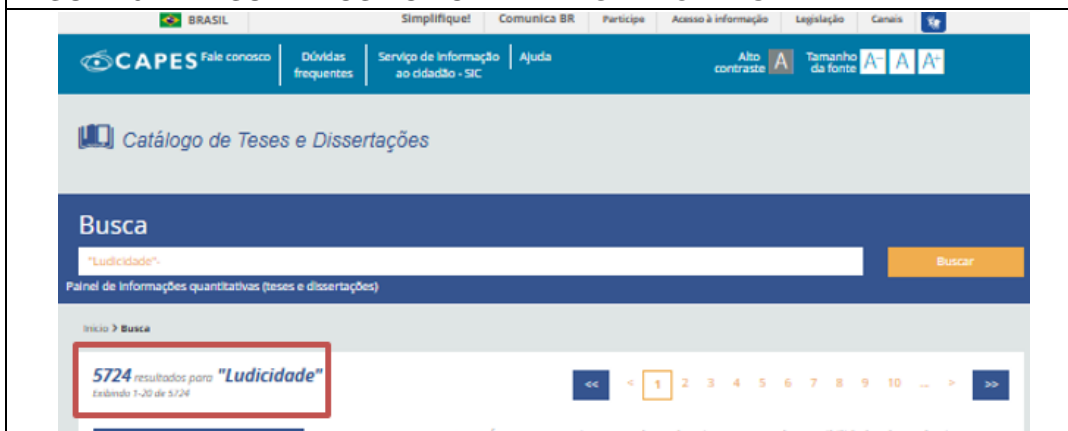 BRASIL Simplifique! Comunica BR Participe Acesso à informação Legislação Canais
CAPES Fale conosco Dúvidas frequentes Serviço de Informação ao cidadão - SIC Ajuda Alto contraste A Tamanho da fonte A- A A+
Catálogo de Teses e Dissertações
Busca
"Ludicidade"- Buscar
Painel de informações quantitativas (teses e dissertações)
Início > Busca
5724 resultados para "Ludicidade"
Exibindo 1-20 de 5724
<< < 1 2 3 4 5 6 7 8 9 10 ... > >>